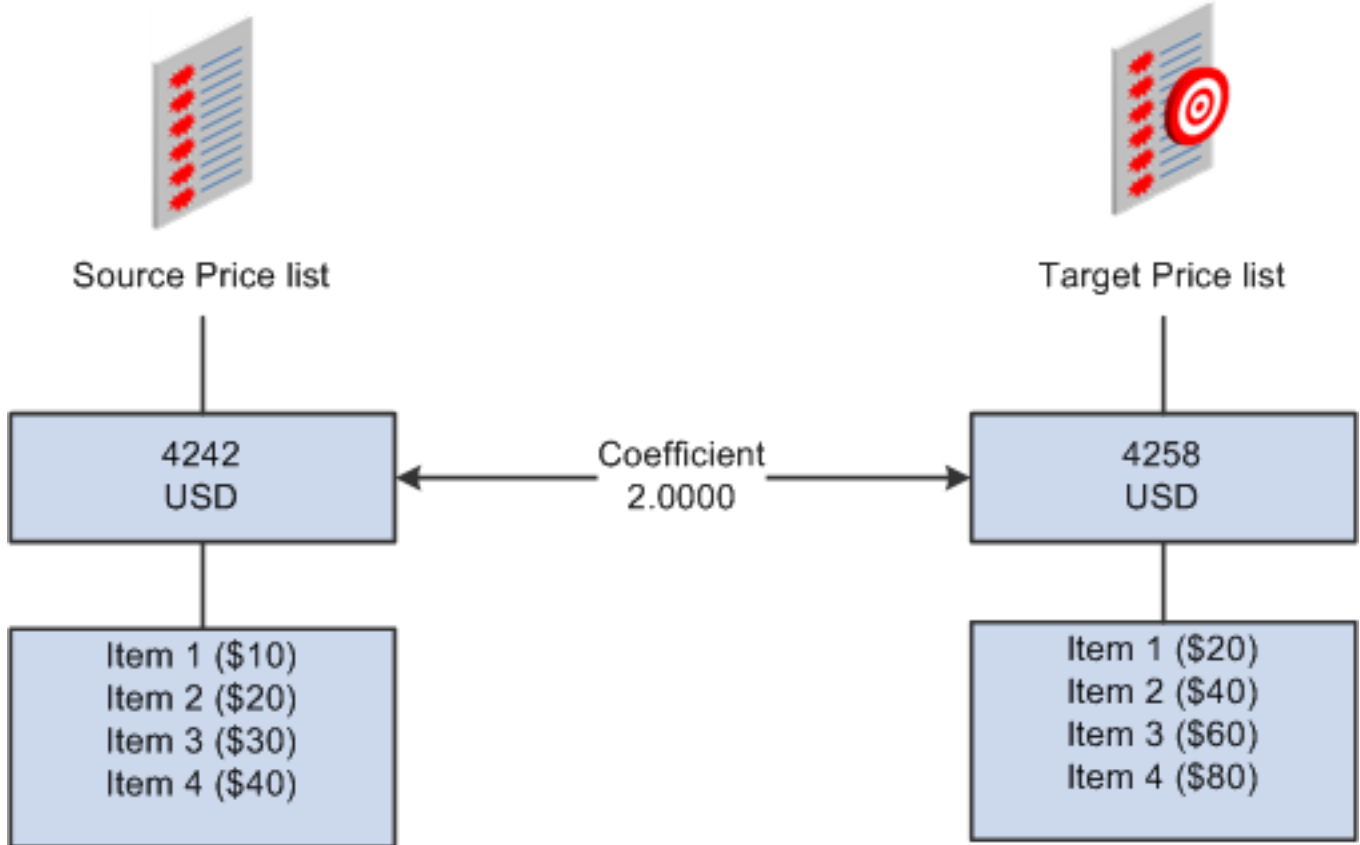 Source Price list
Target Price list
4242
USD
Coefficient
2.0000
4258
USD
Item 1 ($10)
Item 2 ($20)
Item 3 ($30)
Item 4 ($40)
Item 1 ($20)
Item 2 ($40)
Item 3 ($60)
Item 4 ($80)